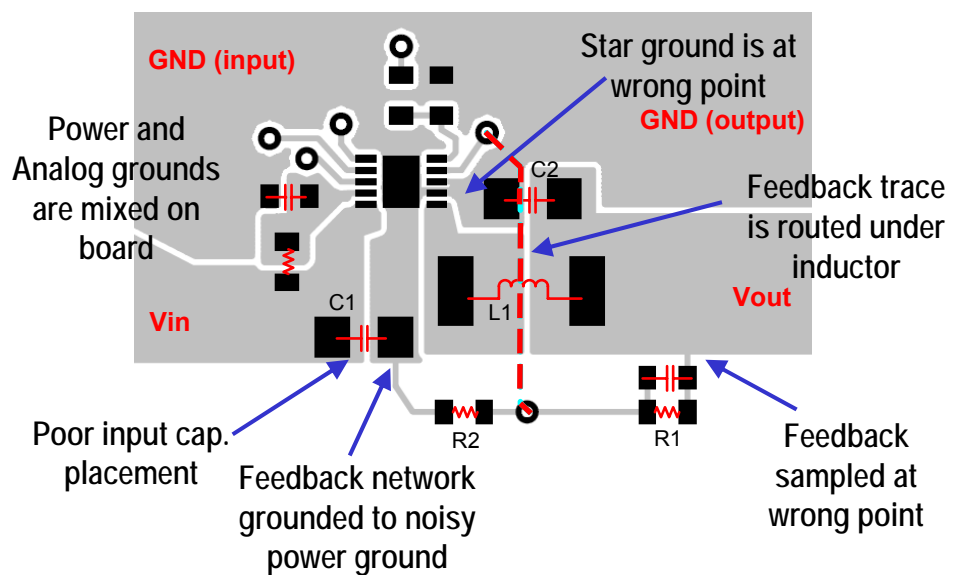 GND (input)
Star ground is at
wrong point
GND (output)
Power and
Analog grounds
are mixed on
board
C2
Feedback trace
is routed under
inductor
Vin
C1
L1
Vout
Poor input cap.
placement
Feedback network
grounded to noisy
power ground
R2
R1
Feedback
sampled at
wrong point